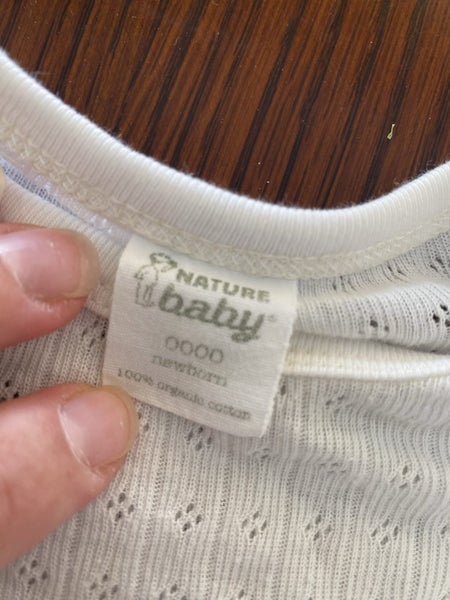 NATURE
baby®
0000
newborn
100% organic cotton